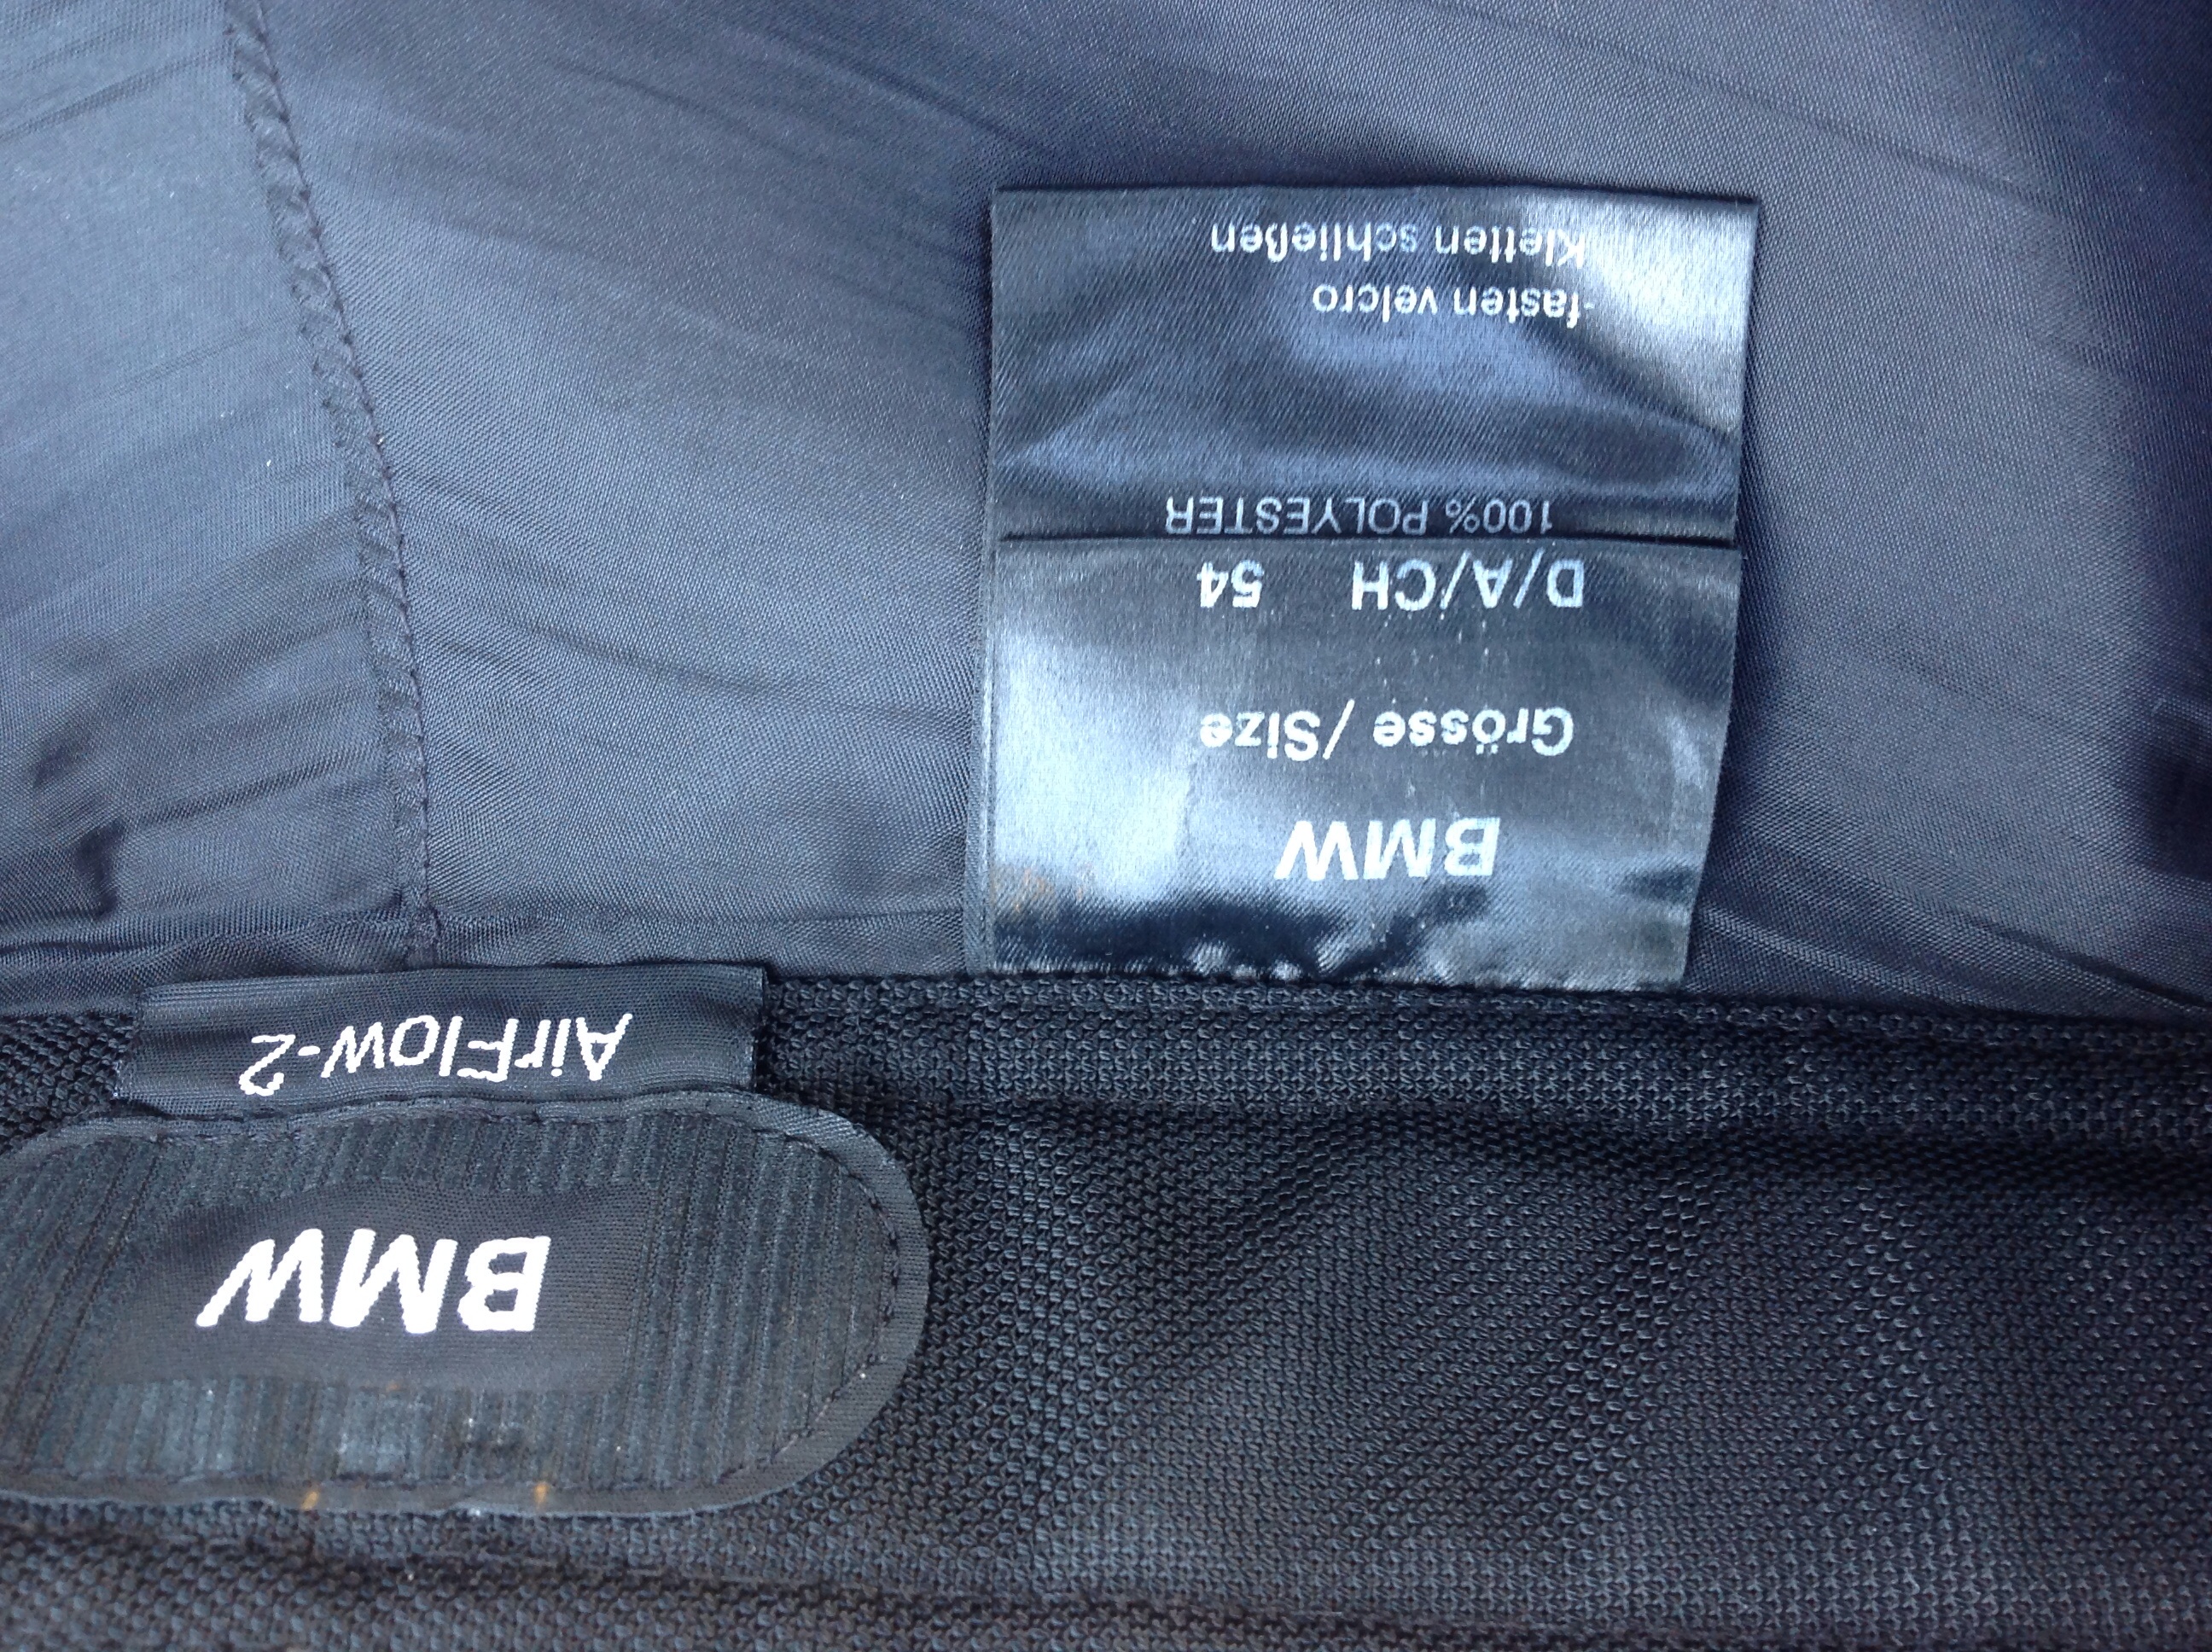 BMW
AirFlow-2
BMW
Grösse /Size
D/A/CH 54
100% POLYESTER
-fasten velcro
Kletten schließen